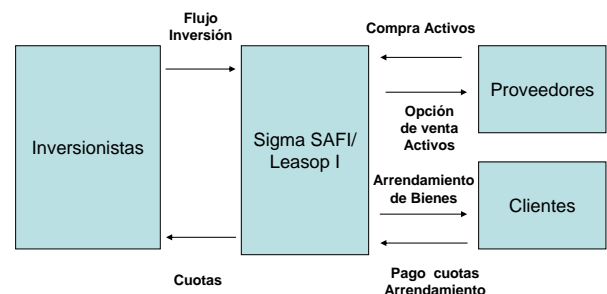 Flujo
Inversión
Compra Activos
Inversionistas
Sigma SAFI/
Leasop I
Proveedores
Opción
de venta
Activos
Arrendamiento
de Bienes
Clientes
Cuotas
Pago cuotas
Arrendamiento